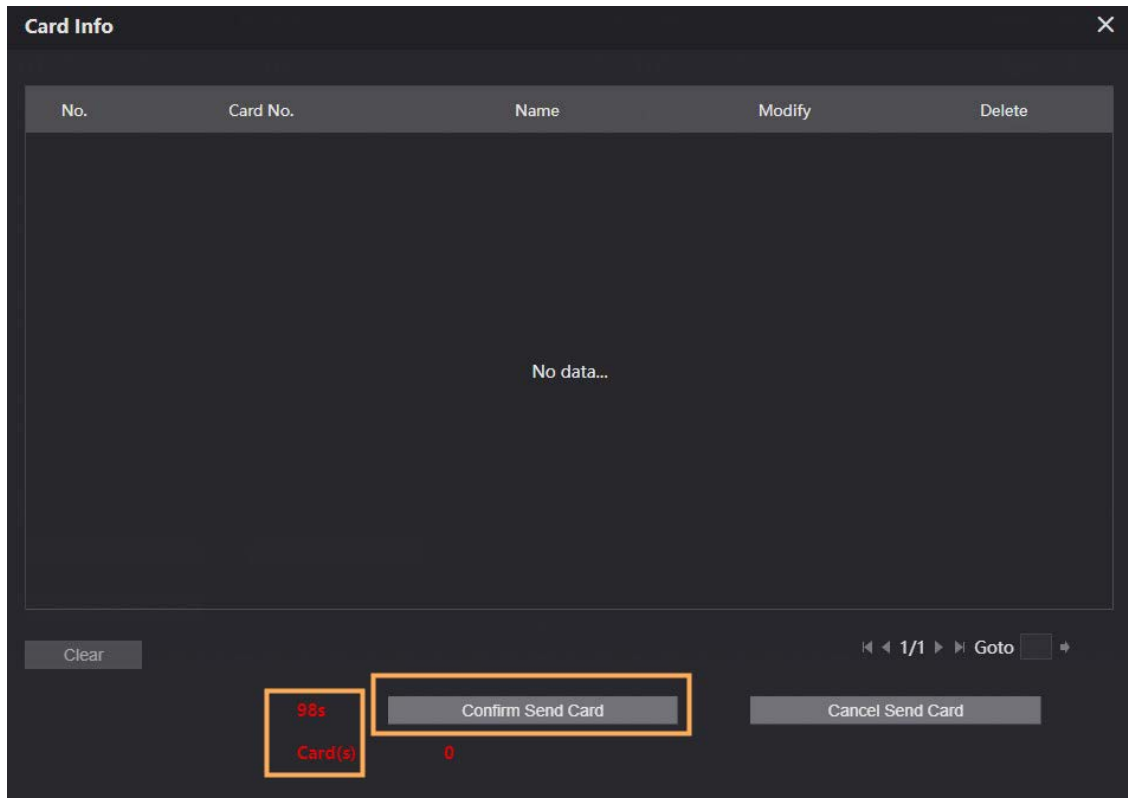 Card Info
No. Card No. Name Modify Delete
No data...
Clear 1/1 Goto
98s Confirm Send Card Cancel Send Card
Card(s) 0